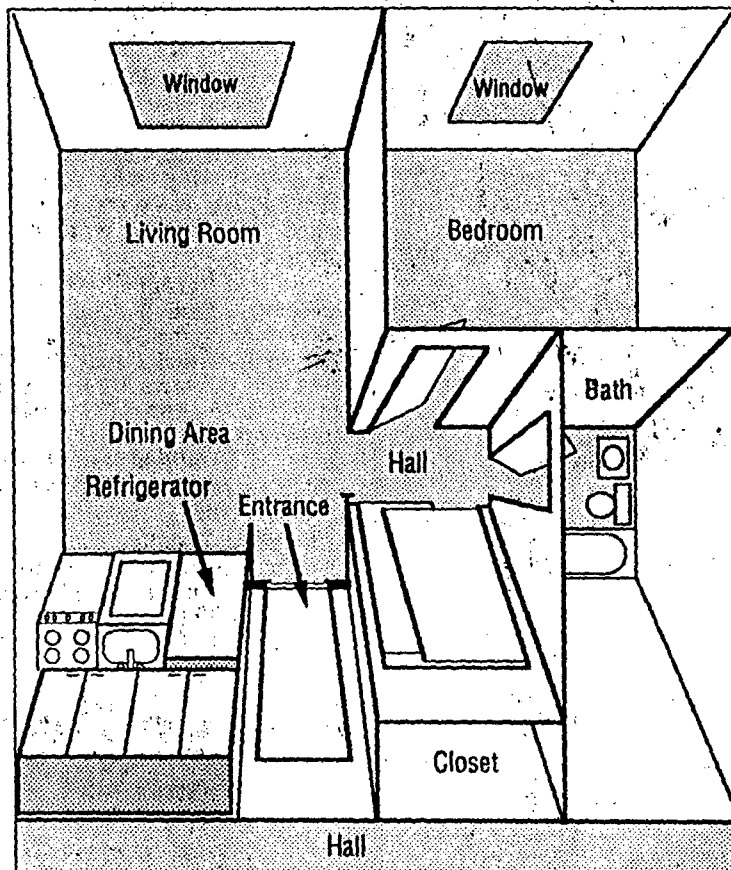 Window
Window
Living Room
Bedroom
Bath
Dining Area
Hall
Refrigerator
Entrance
Closet
Hall